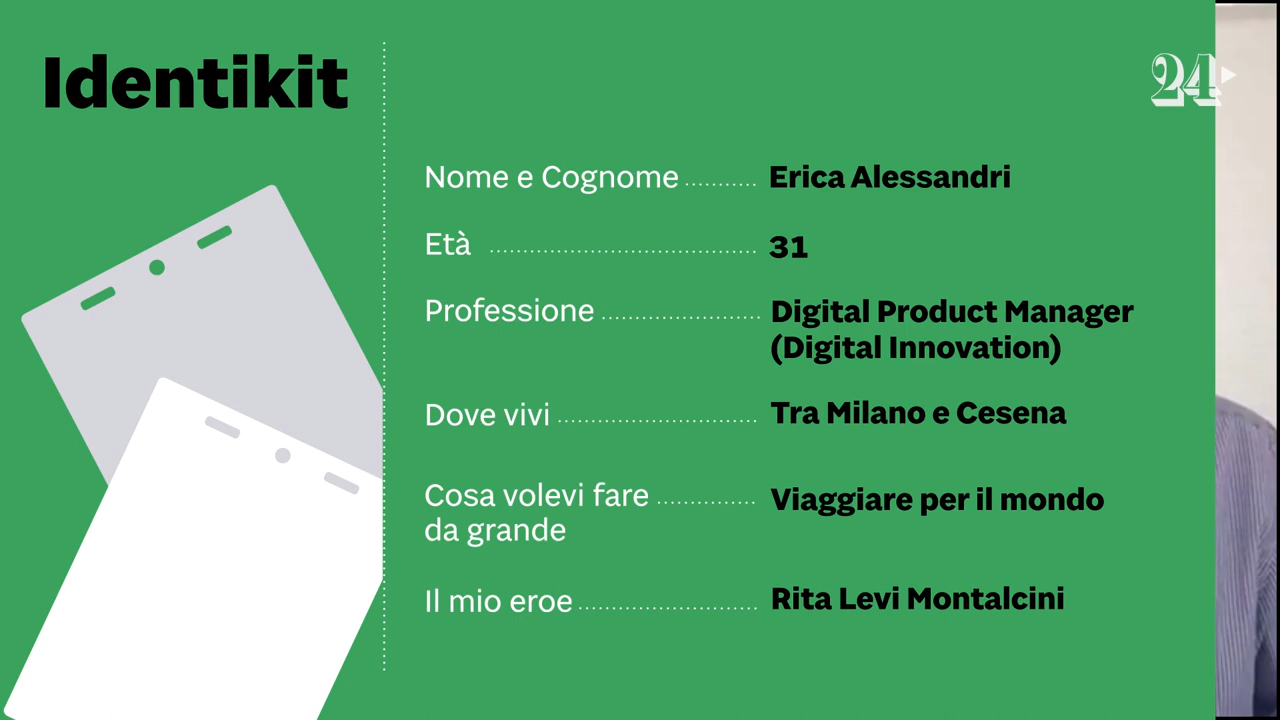 Identikit
24
Nome e Cognome .......... Erica Alessandri
Età .......... 31
Professione .......... Digital Product Manager
(Digital Innovation)
Dove vivi .......... Tra Milano e Cesena
Cosa volevi fare .......... Viaggiare per il mondo
da grande
Il mio eroe .......... Rita Levi Montalcini